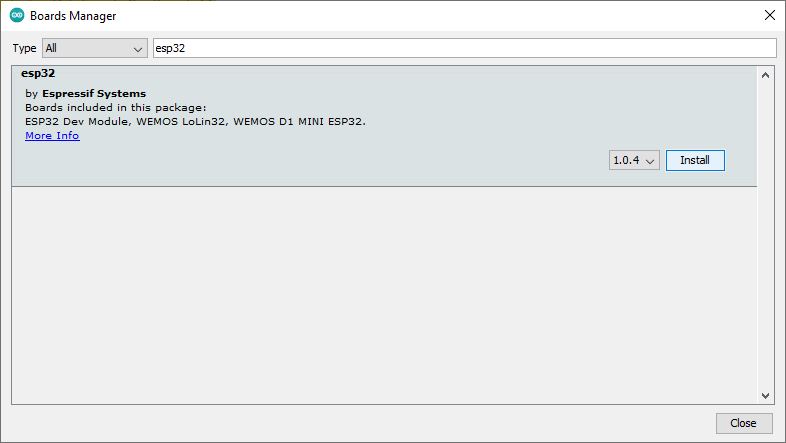 Boards Manager
Type All esp32
esp32
by Espressif Systems
Boards included in this package:
ESP32 Dev Module, WEMOS LoLin32, WEMOS D1 MINI ESP32.
More Info
1.0.4 Install
Close